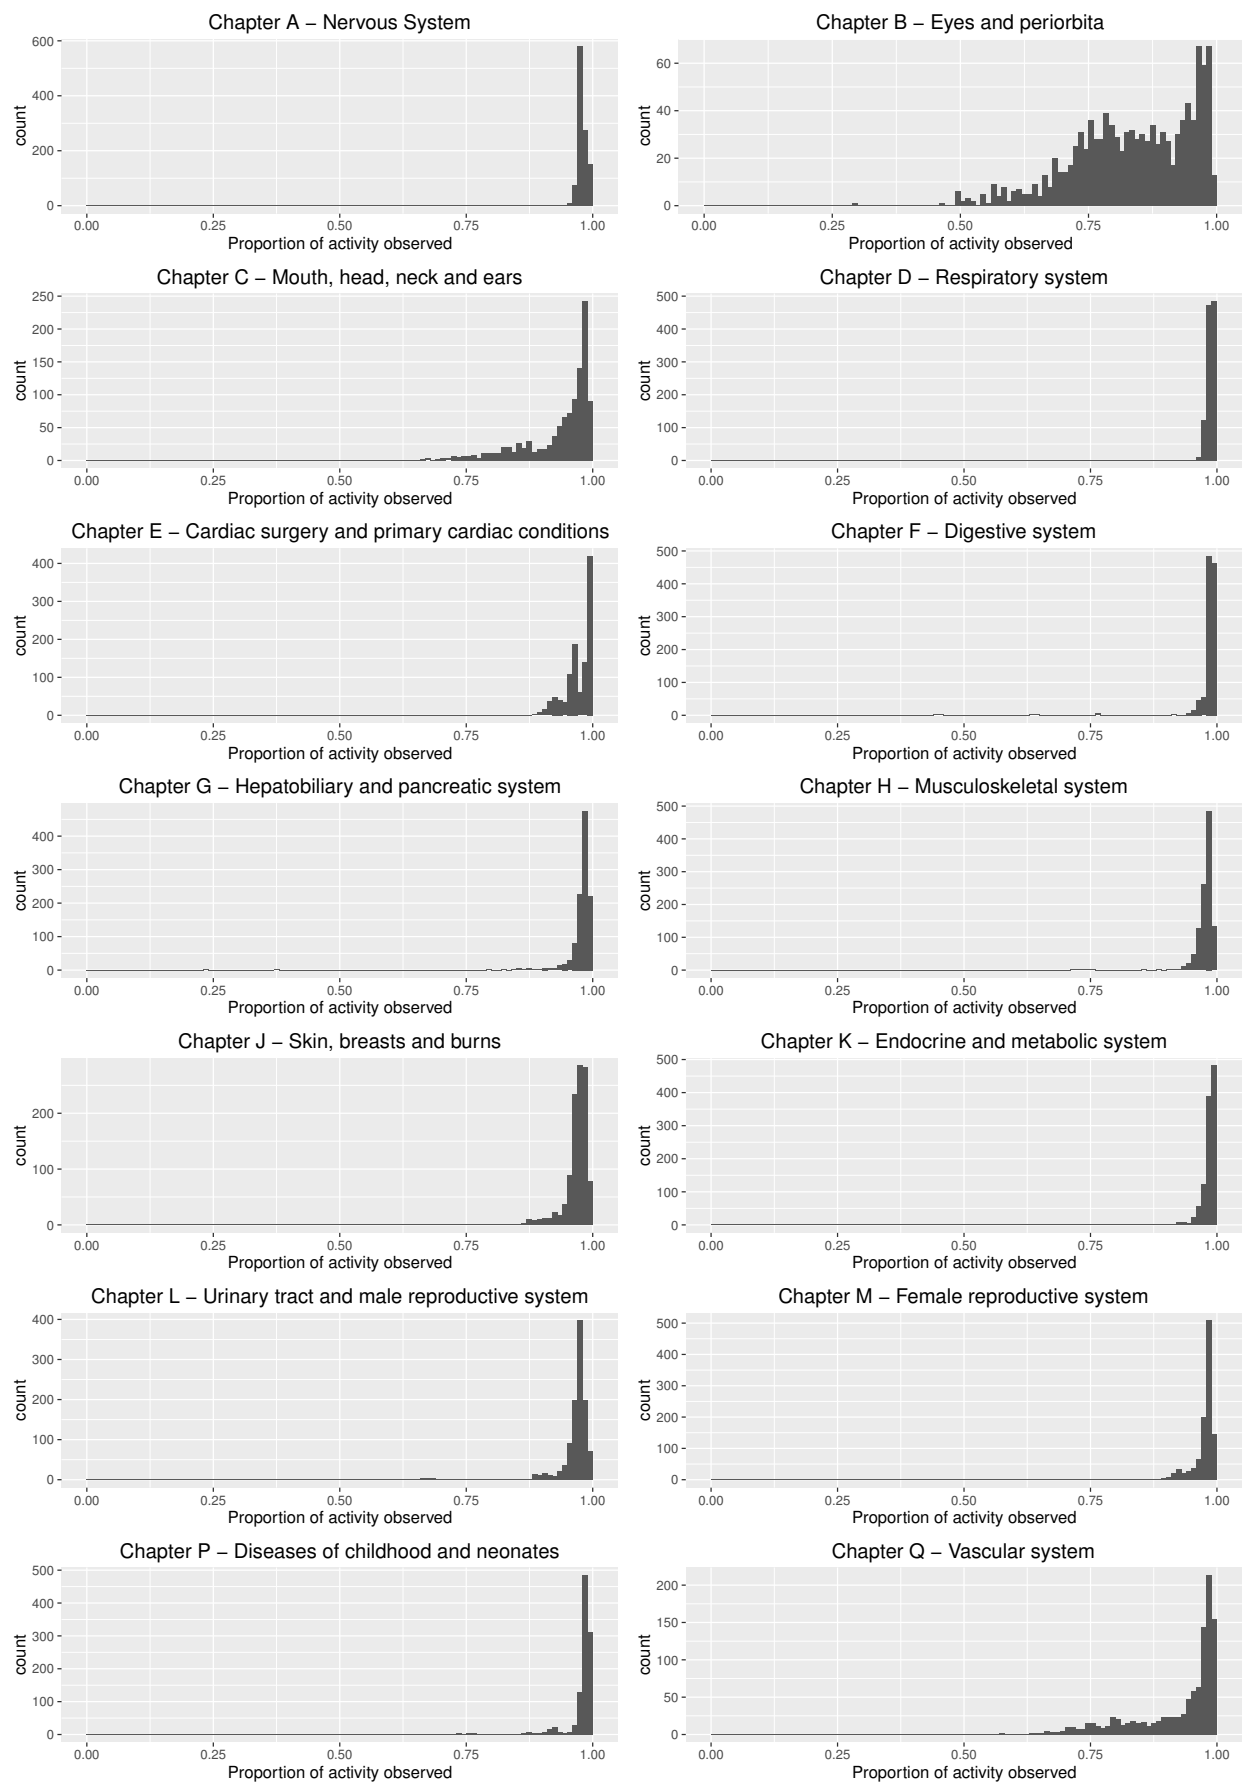 Chapter A – Nervous System
600
400
200
0
count
0.00 0.25 0.50 0.75 1.00
Proportion of activity observed
Chapter B – Eyes and periorbita
60
40
20
0
count
0.00 0.25 0.50 0.75 1.00
Proportion of activity observed
Chapter C – Mouth, head, neck and ears
250
200
150
100
50
0
count
0.00 0.25 0.50 0.75 1.00
Proportion of activity observed
Chapter D – Respiratory system
500
400
300
200
100
0
count
0.00 0.25 0.50 0.75 1.00
Proportion of activity observed
Chapter E – Cardiac surgery and primary cardiac conditions
400
300
200
100
0
count
0.00 0.25 0.50 0.75 1.00
Proportion of activity observed
Chapter F – Digestive system
500
400
300
200
100
0
count
0.00 0.25 0.50 0.75 1.00
Proportion of activity observed
Chapter G – Hepatobiliary and pancreatic system
400
300
200
100
0
count
0.00 0.25 0.50 0.75 1.00
Proportion of activity observed
Chapter H – Musculoskeletal system
500
400
300
200
100
0
count
0.00 0.25 0.50 0.75 1.00
Proportion of activity observed
Chapter J – Skin, breasts and burns
200
100
0
count
0.00 0.25 0.50 0.75 1.00
Proportion of activity observed
Chapter K – Endocrine and metabolic system
500
400
300
200
100
0
count
0.00 0.25 0.50 0.75 1.00
Proportion of activity observed
Chapter L – Urinary tract and male reproductive system
400
300
200
100
0
count
0.00 0.25 0.50 0.75 1.00
Proportion of activity observed
Chapter M – Female reproductive system
500
400
300
200
100
0
count
0.00 0.25 0.50 0.75 1.00
Proportion of activity observed
Chapter P – Diseases of childhood and neonates
500
400
300
200
100
0
count
0.00 0.25 0.50 0.75 1.00
Proportion of activity observed
Chapter Q – Vascular system
200
150
100
50
0
count
0.00 0.25 0.50 0.75 1.00
Proportion of activity observed